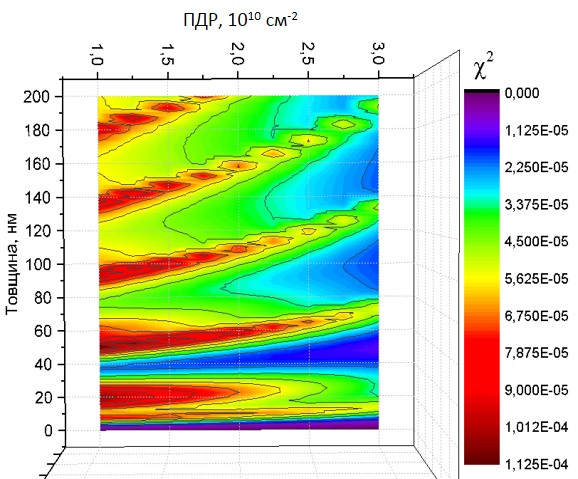 ПДР, 10¹⁰ см⁻²
1,0 1,5 2,0 2,5 3,0
χ²
Товщина, нм
200
180
160
140
120
100
80
60
40
20
0
0,000
1,125E-05
2,250E-05
3,375E-05
4,500E-05
5,625E-05
6,750E-05
7,875E-05
9,000E-05
1,012E-04
1,125E-04